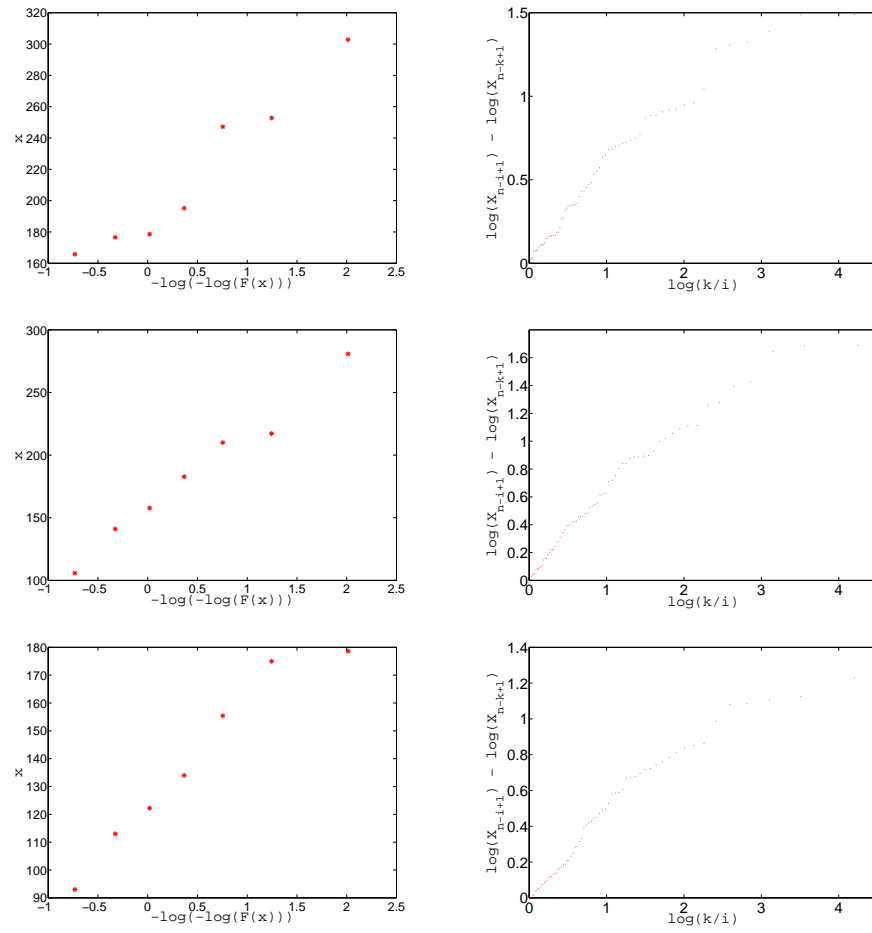 320
300
280
260
240
220
200
180
160
x
−1 −0.5 0 0.5 1 1.5 2 2.5
−log(−log(F(x)))
1.5
1
0.5
0
log(X_{n−i+1}) − log(X_{n−k+1})
0 1 2 3 4
log(k/i)
300
250
200
150
100
x
−1 −0.5 0 0.5 1 1.5 2 2.5
−log(−log(F(x)))
1.6
1.4
1.2
1
0.8
0.6
0.4
0.2
0
log(X_{n−i+1}) − log(X_{n−k+1})
0 1 2 3 4
log(k/i)
180
170
160
150
140
130
120
110
100
90
x
−1 −0.5 0 0.5 1 1.5 2 2.5
−log(−log(F(x)))
1.4
1.2
1
0.8
0.6
0.4
0.2
0
log(X_{n−i+1}) − log(X_{n−k+1})
0 1 2 3 4
log(k/i)